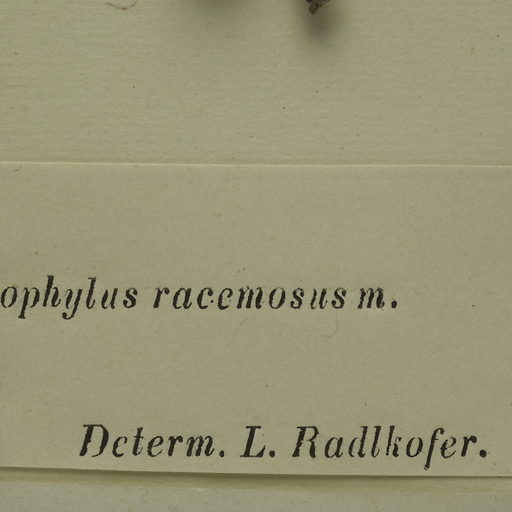 ophylus racemosus m.
Determ. L. Radlkofer.